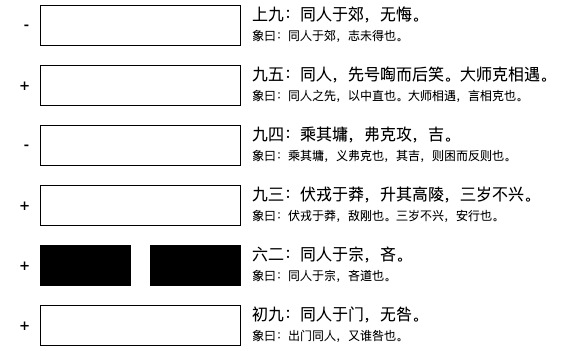 -
上九：同人于郊，无悔。
象曰：同人于郊，志未得也。
+
九五：同人，先号啕而后笑。大师克相遇。
象曰：同人之先，以中直也。大师相遇，言相克也。
-
九四：乘其墉，弗克攻，吉。
象曰：乘其墉，义弗克也，其吉，则困而反则也。
+
九三：伏戎于莽，升其高陵，三岁不兴。
象曰：伏戎于莽，敌刚也。三岁不兴，安行也。
+
六二：同人于宗，吝。
象曰：同人于宗，吝道也。
+
初九：同人于门，无咎。
象曰：出门同人，又谁咎也。